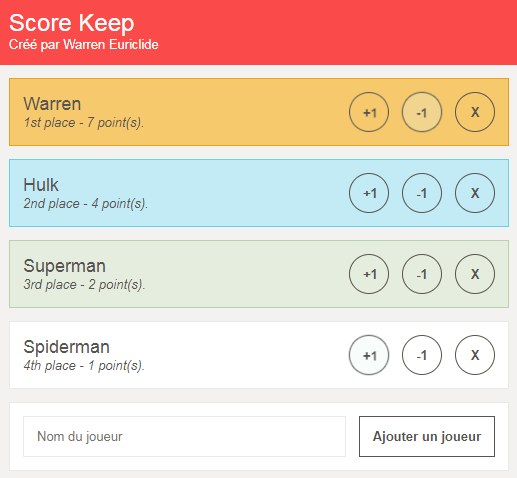 Score Keep
Créé par Warren Euriclide
Warren
1st place - 7 point(s).
+1 -1 X
Hulk
2nd place - 4 point(s).
+1 -1 X
Superman
3rd place - 2 point(s).
+1 -1 X
Spiderman
4th place - 1 point(s).
+1 -1 X
Nom du joueur
Ajouter un joueur